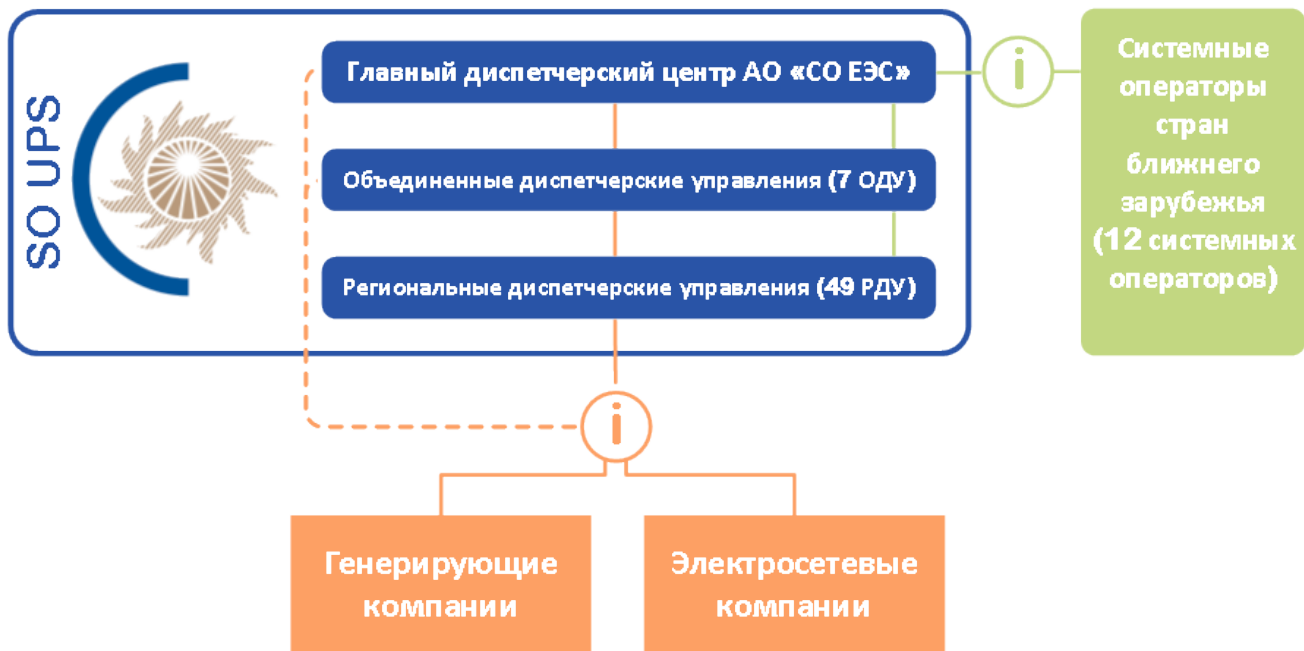 SO UPS
Главный диспетчерский центр АО «СО ЕЭС»
Объединенные диспетчерские управления (7 ОДУ)
Региональные диспетчерские управления (49 РДУ)
i
Системные
операторы
стран
ближнего
зарубежья
(12 системных
операторов)
i
Генерирующие
компании
Электросетевые
компании